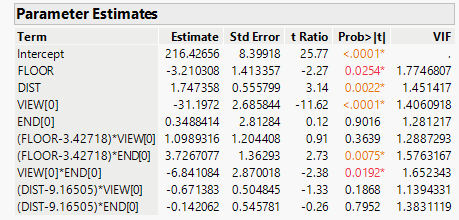 Parameter Estimates
Term Estimate Std Error t Ratio Prob>|t| VIF
Intercept 216.42656 8.39918 25.77 <.0001* .
FLOOR -3.210308 1.413357 -2.27 0.0254* 1.7746807
DIST 1.747358 0.555799 3.14 0.0022* 1.451417
VIEW[0] -31.1972 2.685844 -11.62 <.0001* 1.4060918
END[0] 0.3488414 2.81284 0.12 0.9016 1.281217
(FLOOR-3.42718)*VIEW[0] 1.0989316 1.204408 0.91 0.3639 1.2887293
(FLOOR-3.42718)*END[0] 3.7267077 1.36293 2.73 0.0075* 1.5763167
VIEW[0]*END[0] -6.841084 2.870018 -2.38 0.0192* 1.652343
(DIST-9.16505)*VIEW[0] -0.671383 0.504845 -1.33 0.1868 1.1394331
(DIST-9.16505)*END[0] -0.142062 0.545781 -0.26 0.7952 1.3831119